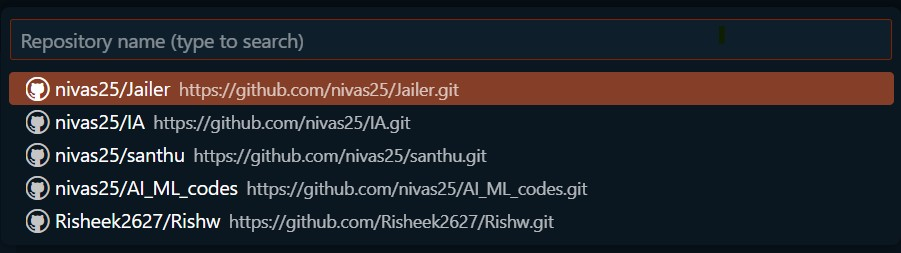 Repository name (type to search)
nivas25/Jailer https://github.com/nivas25/Jailer.git
nivas25/IA https://github.com/nivas25/IA.git
nivas25/santhu https://github.com/nivas25/santhu.git
nivas25/AI_ML_codes https://github.com/nivas25/AI_ML_codes.git
Risheek2627/Rishw https://github.com/Risheek2627/Rishw.git